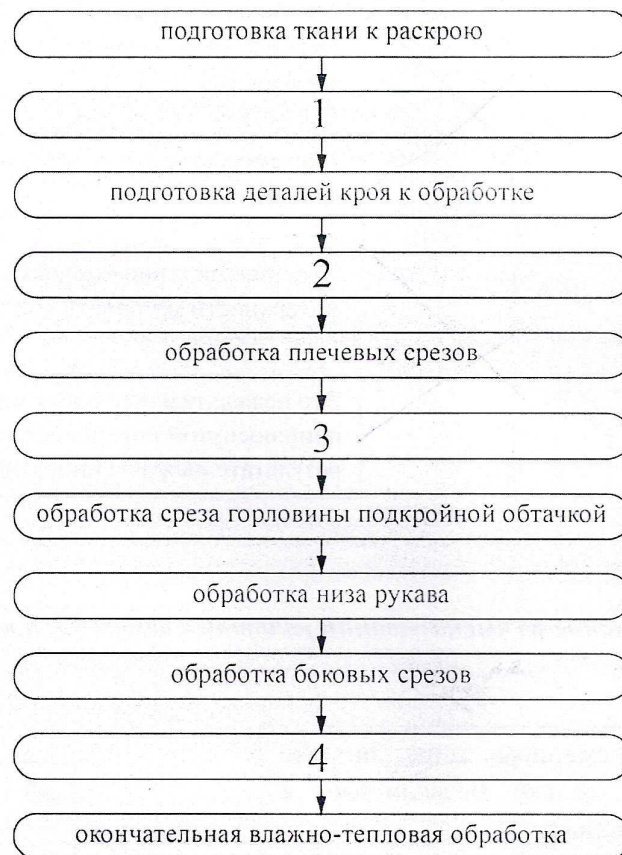 подготовка ткани к раскрою
1
подготовка деталей кроя к обработке
2
обработка плечевых срезов
3
обработка среза горловины подкройной обтачкой
обработка низа рукава
обработка боковых срезов
4
окончательная влажно-тепловая обработка